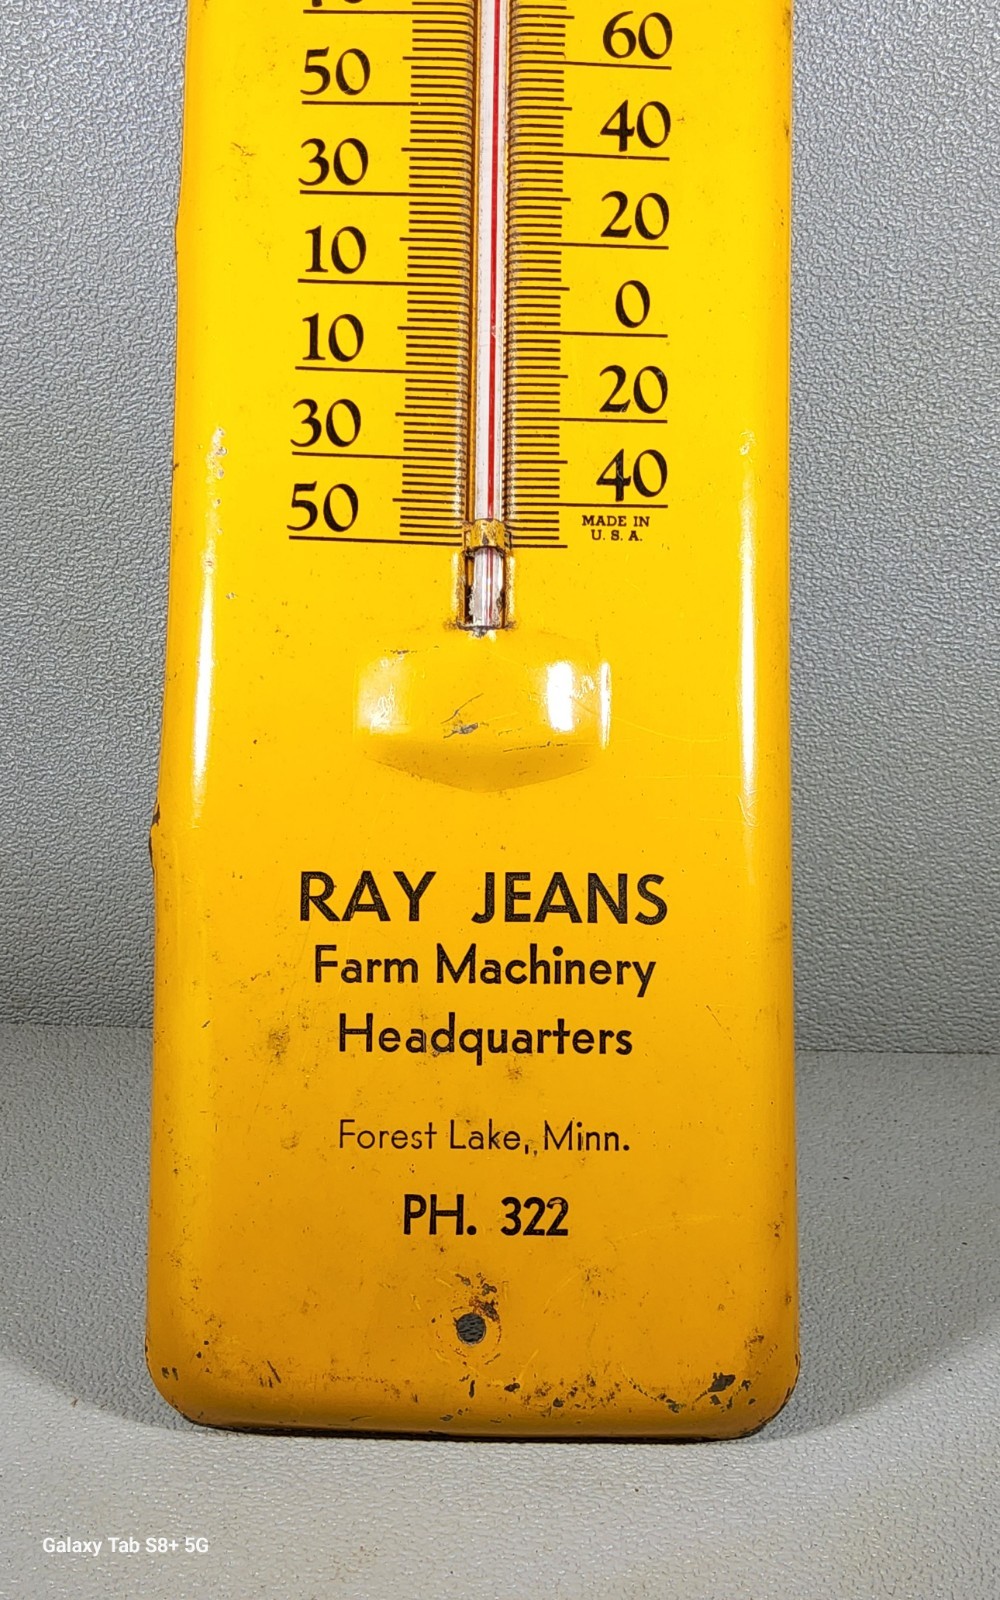 60
50
40
30
20
10
0
10
20
30
40
50
MADE IN
U. S. A.
RAY JEANS
Farm Machinery
Headquarters
Forest Lake, Minn.
PH. 322
Galaxy Tab S8+ 5G